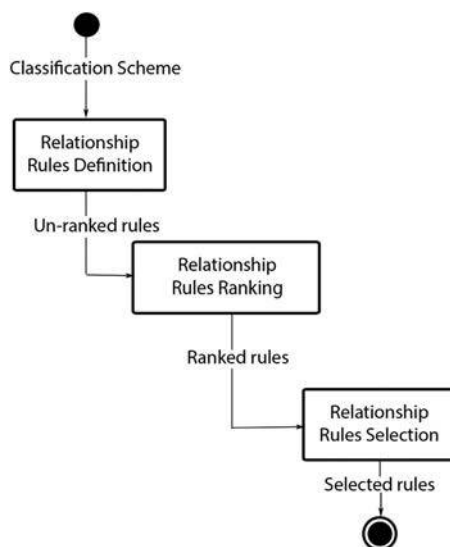 Classification Scheme
Relationship
Rules Definition
Un-ranked rules
Relationship
Rules Ranking
Ranked rules
Relationship
Rules Selection
Selected rules